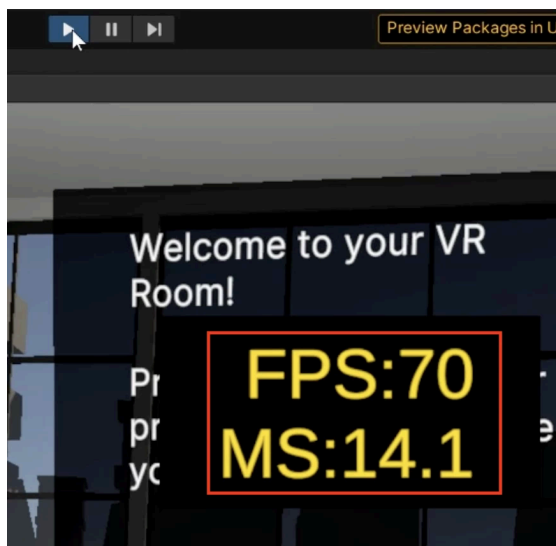 Preview Packages in U
Welcome to your VR
Room!
FPS:70
MS:14.1